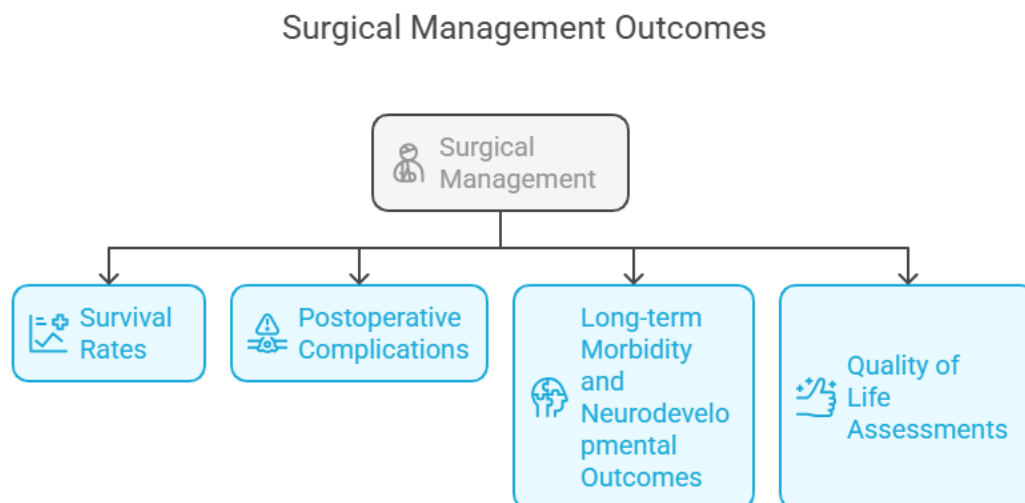 Surgical Management Outcomes
Surgical
Management
Survival
Rates
Postoperative
Complications
Long-term
Morbidity
and
Neurodevelo
pmental
Outcomes
Quality of
Life
Assessments